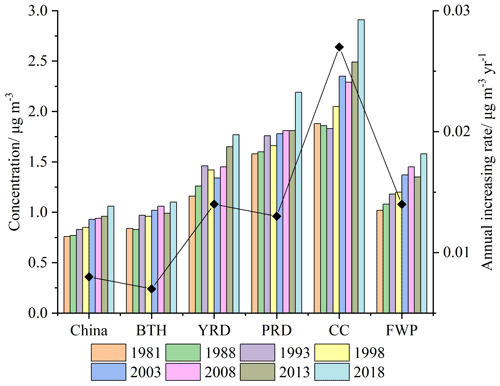 3.0
2.5
2.0
1.5
1.0
0.5
0.0
Concentration/ μg m-3
0.03
0.02
0.01
Annual increasing rate/ μg m-3 yr-1
China BTH YRD PRD CC FWP
1981 1988 1993 1998
2003 2008 2013 2018